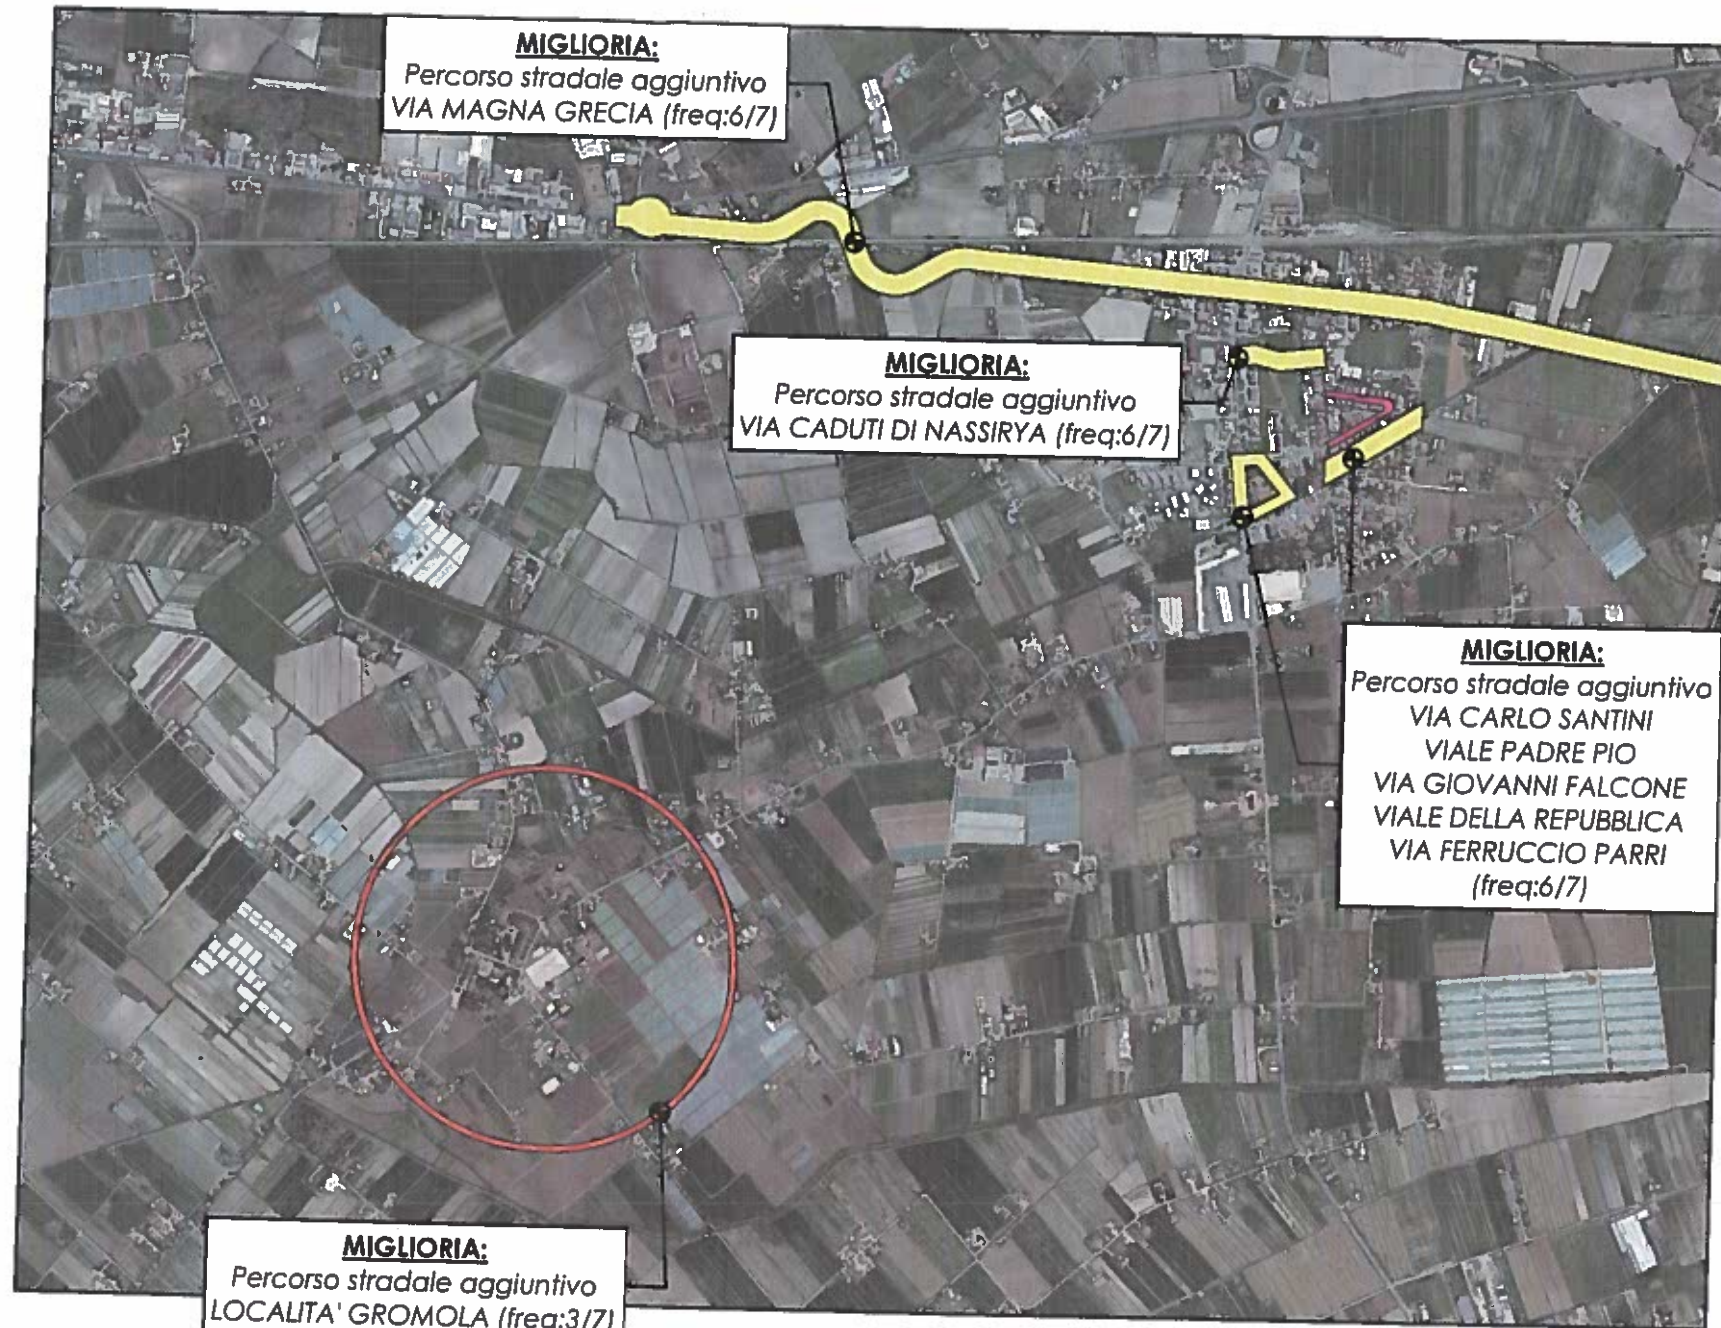 MIGLIORIA:
Percorso stradale aggiuntivo
VIA MAGNA GRECIA (freq:6/7)
MIGLIORIA:
Percorso stradale aggiuntivo
VIA CADUTI DI NASSIRYA (freq:6/7)
MIGLIORIA:
Percorso stradale aggiuntivo
VIA CARLO SANTINI
VIALE PADRE PIO
VIA GIOVANNI FALCONE
VIALE DELLA REPUBBLICA
VIA FERRUCCIO PARRI
(freq:6/7)
MIGLIORIA:
Percorso stradale aggiuntivo
LOCALITA' GROMOLA (freq:3/7)